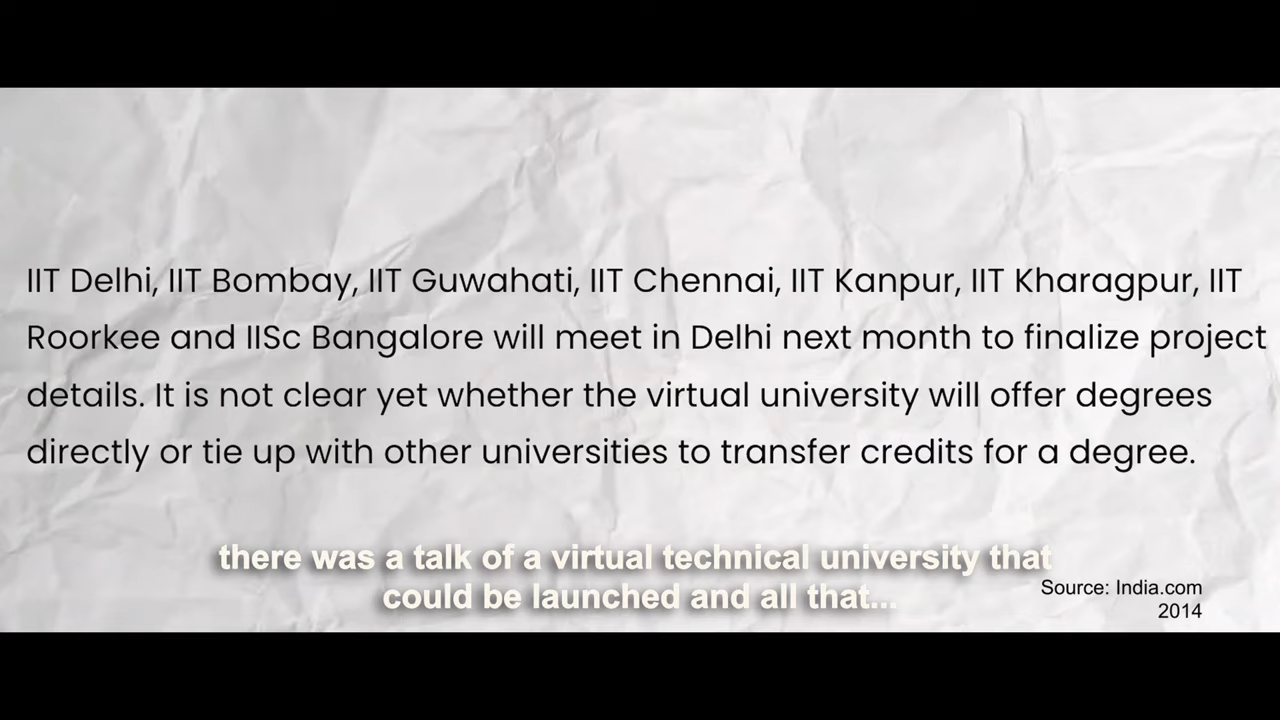 IIT Delhi, IIT Bombay, IIT Guwahati, IIT Chennai, IIT Kanpur, IIT Kharagpur, IIT
Roorkee and IISc Bangalore will meet in Delhi next month to finalize project
details. It is not clear yet whether the virtual university will offer degrees
directly or tie up with other universities to transfer credits for a degree.
there was a talk of a virtual technical university that
could be launched and all that...
Source: India.com
2014